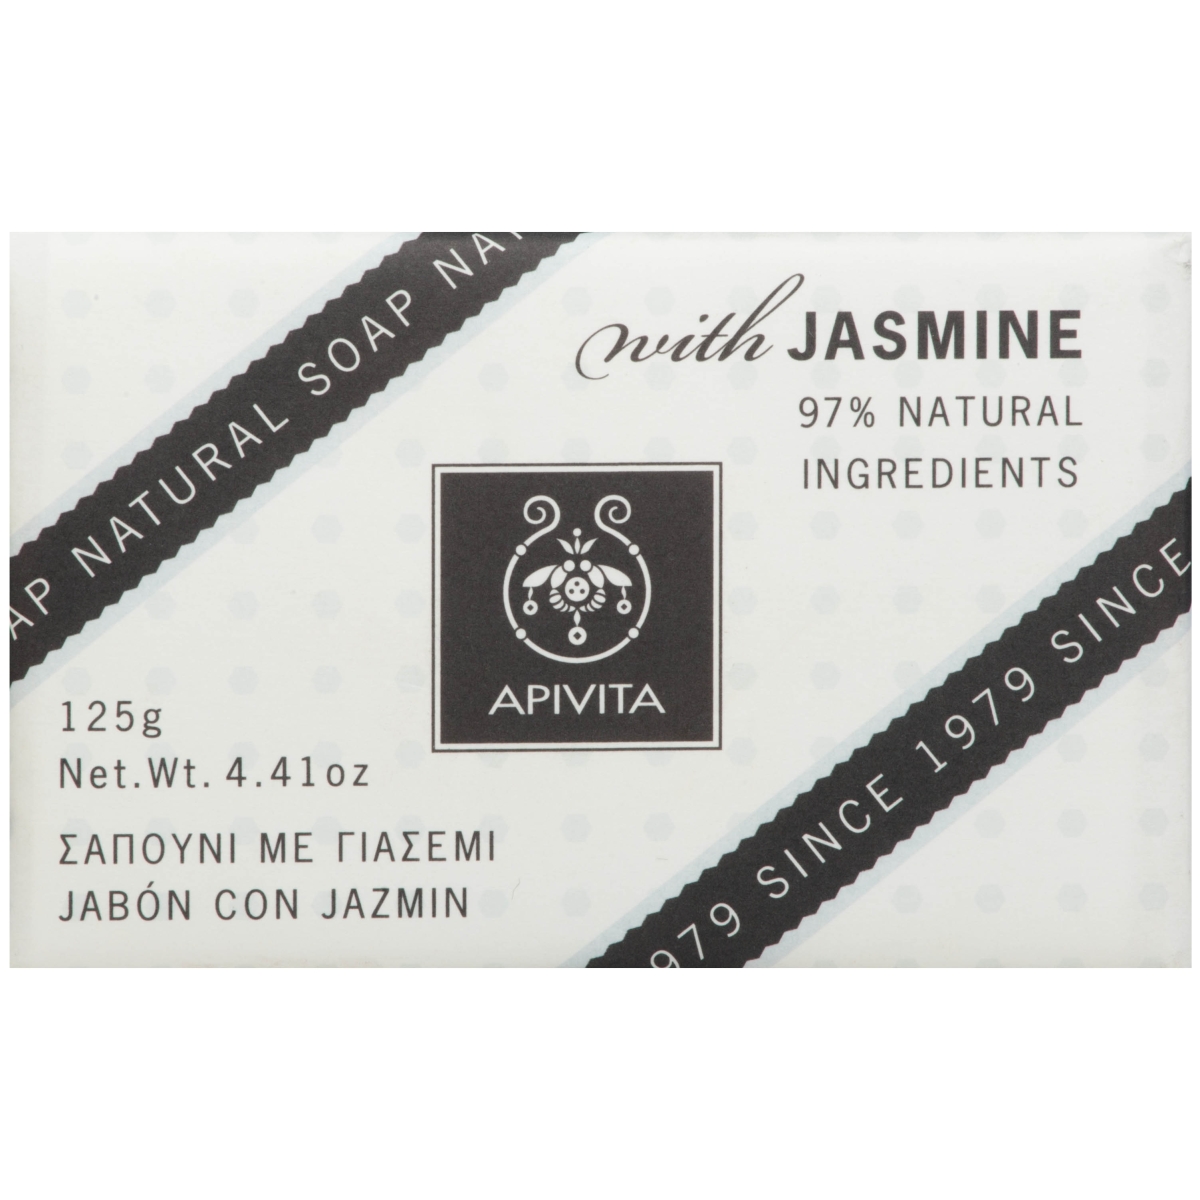 AP NATURAL SOAP NAT
with JASMINE
97% NATURAL
INGREDIENTS
APIVITA
125g
Net.Wt. 4.41oz
ΣΑΠΟΥΝΙ ΜΕ ΓΙΑΣΕΜΙ
JABÓN CON JAZMIN
979 SINCE 1979 SINCE